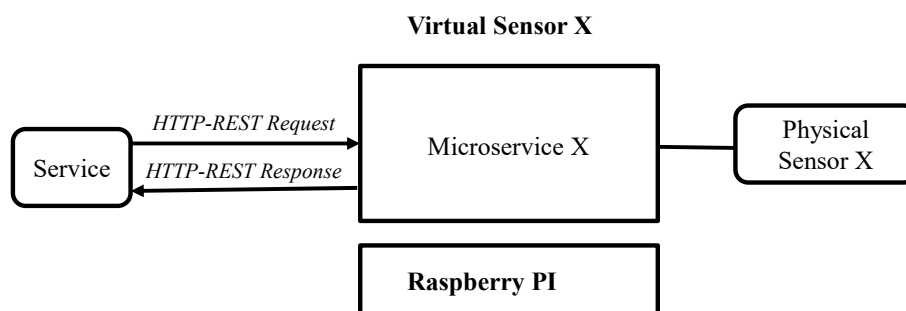 Virtual Sensor X
HTTP-REST Request
Service
HTTP-REST Response
Microservice X
Physical
Sensor X
Raspberry PI